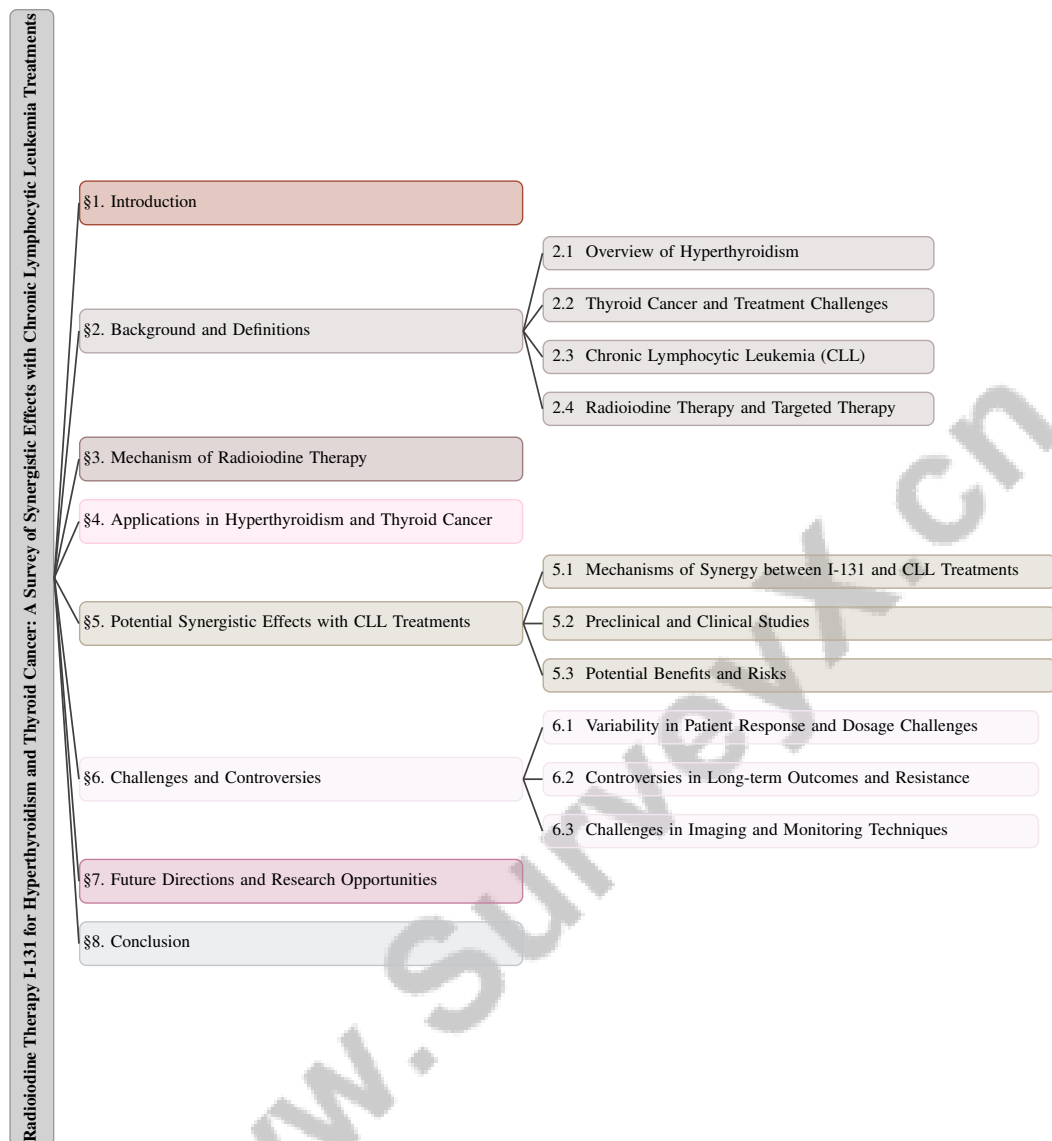 Radioiodine Therapy I-131 for Hyperthyroidism and Thyroid Cancer: A Survey of Synergistic Effects with Chronic Lymphocytic Leukemia Treatments
§1. Introduction
§2. Background and Definitions
2.1 Overview of Hyperthyroidism
2.2 Thyroid Cancer and Treatment Challenges
2.3 Chronic Lymphocytic Leukemia (CLL)
2.4 Radioiodine Therapy and Targeted Therapy
§3. Mechanism of Radioiodine Therapy
§4. Applications in Hyperthyroidism and Thyroid Cancer
§5. Potential Synergistic Effects with CLL Treatments
5.1 Mechanisms of Synergy between I-131 and CLL Treatments
5.2 Preclinical and Clinical Studies
5.3 Potential Benefits and Risks
§6. Challenges and Controversies
6.1 Variability in Patient Response and Dosage Challenges
6.2 Controversies in Long-term Outcomes and Resistance
6.3 Challenges in Imaging and Monitoring Techniques
§7. Future Directions and Research Opportunities
§8. Conclusion
www.Surveyx.cn